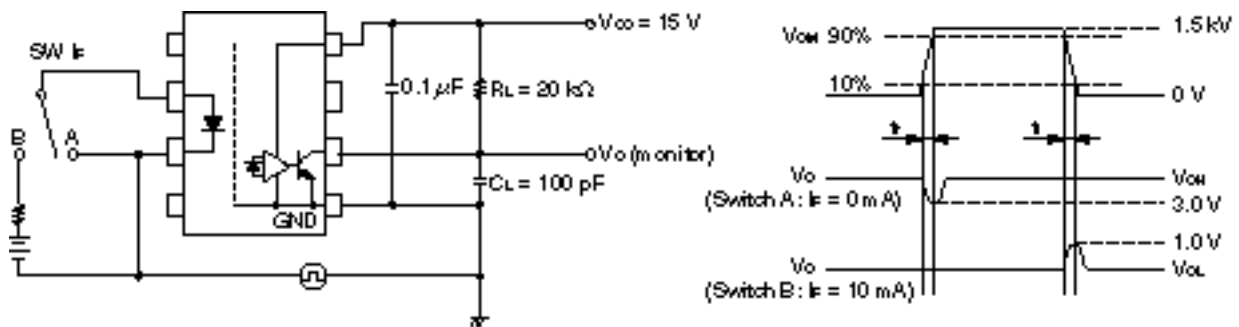 SW IF
B
A
VCC = 15 V
0.1 μF
RL = 20 kΩ
VO (monitor)
CL = 100 pF
GND
VCM 90%
10%
1.5 kV
0 V
tr
tf
VO
(Switch A: IF = 0 mA)
VOH
3.0 V
1.0 V
VO
(Switch B: IF = 10 mA)
VOL